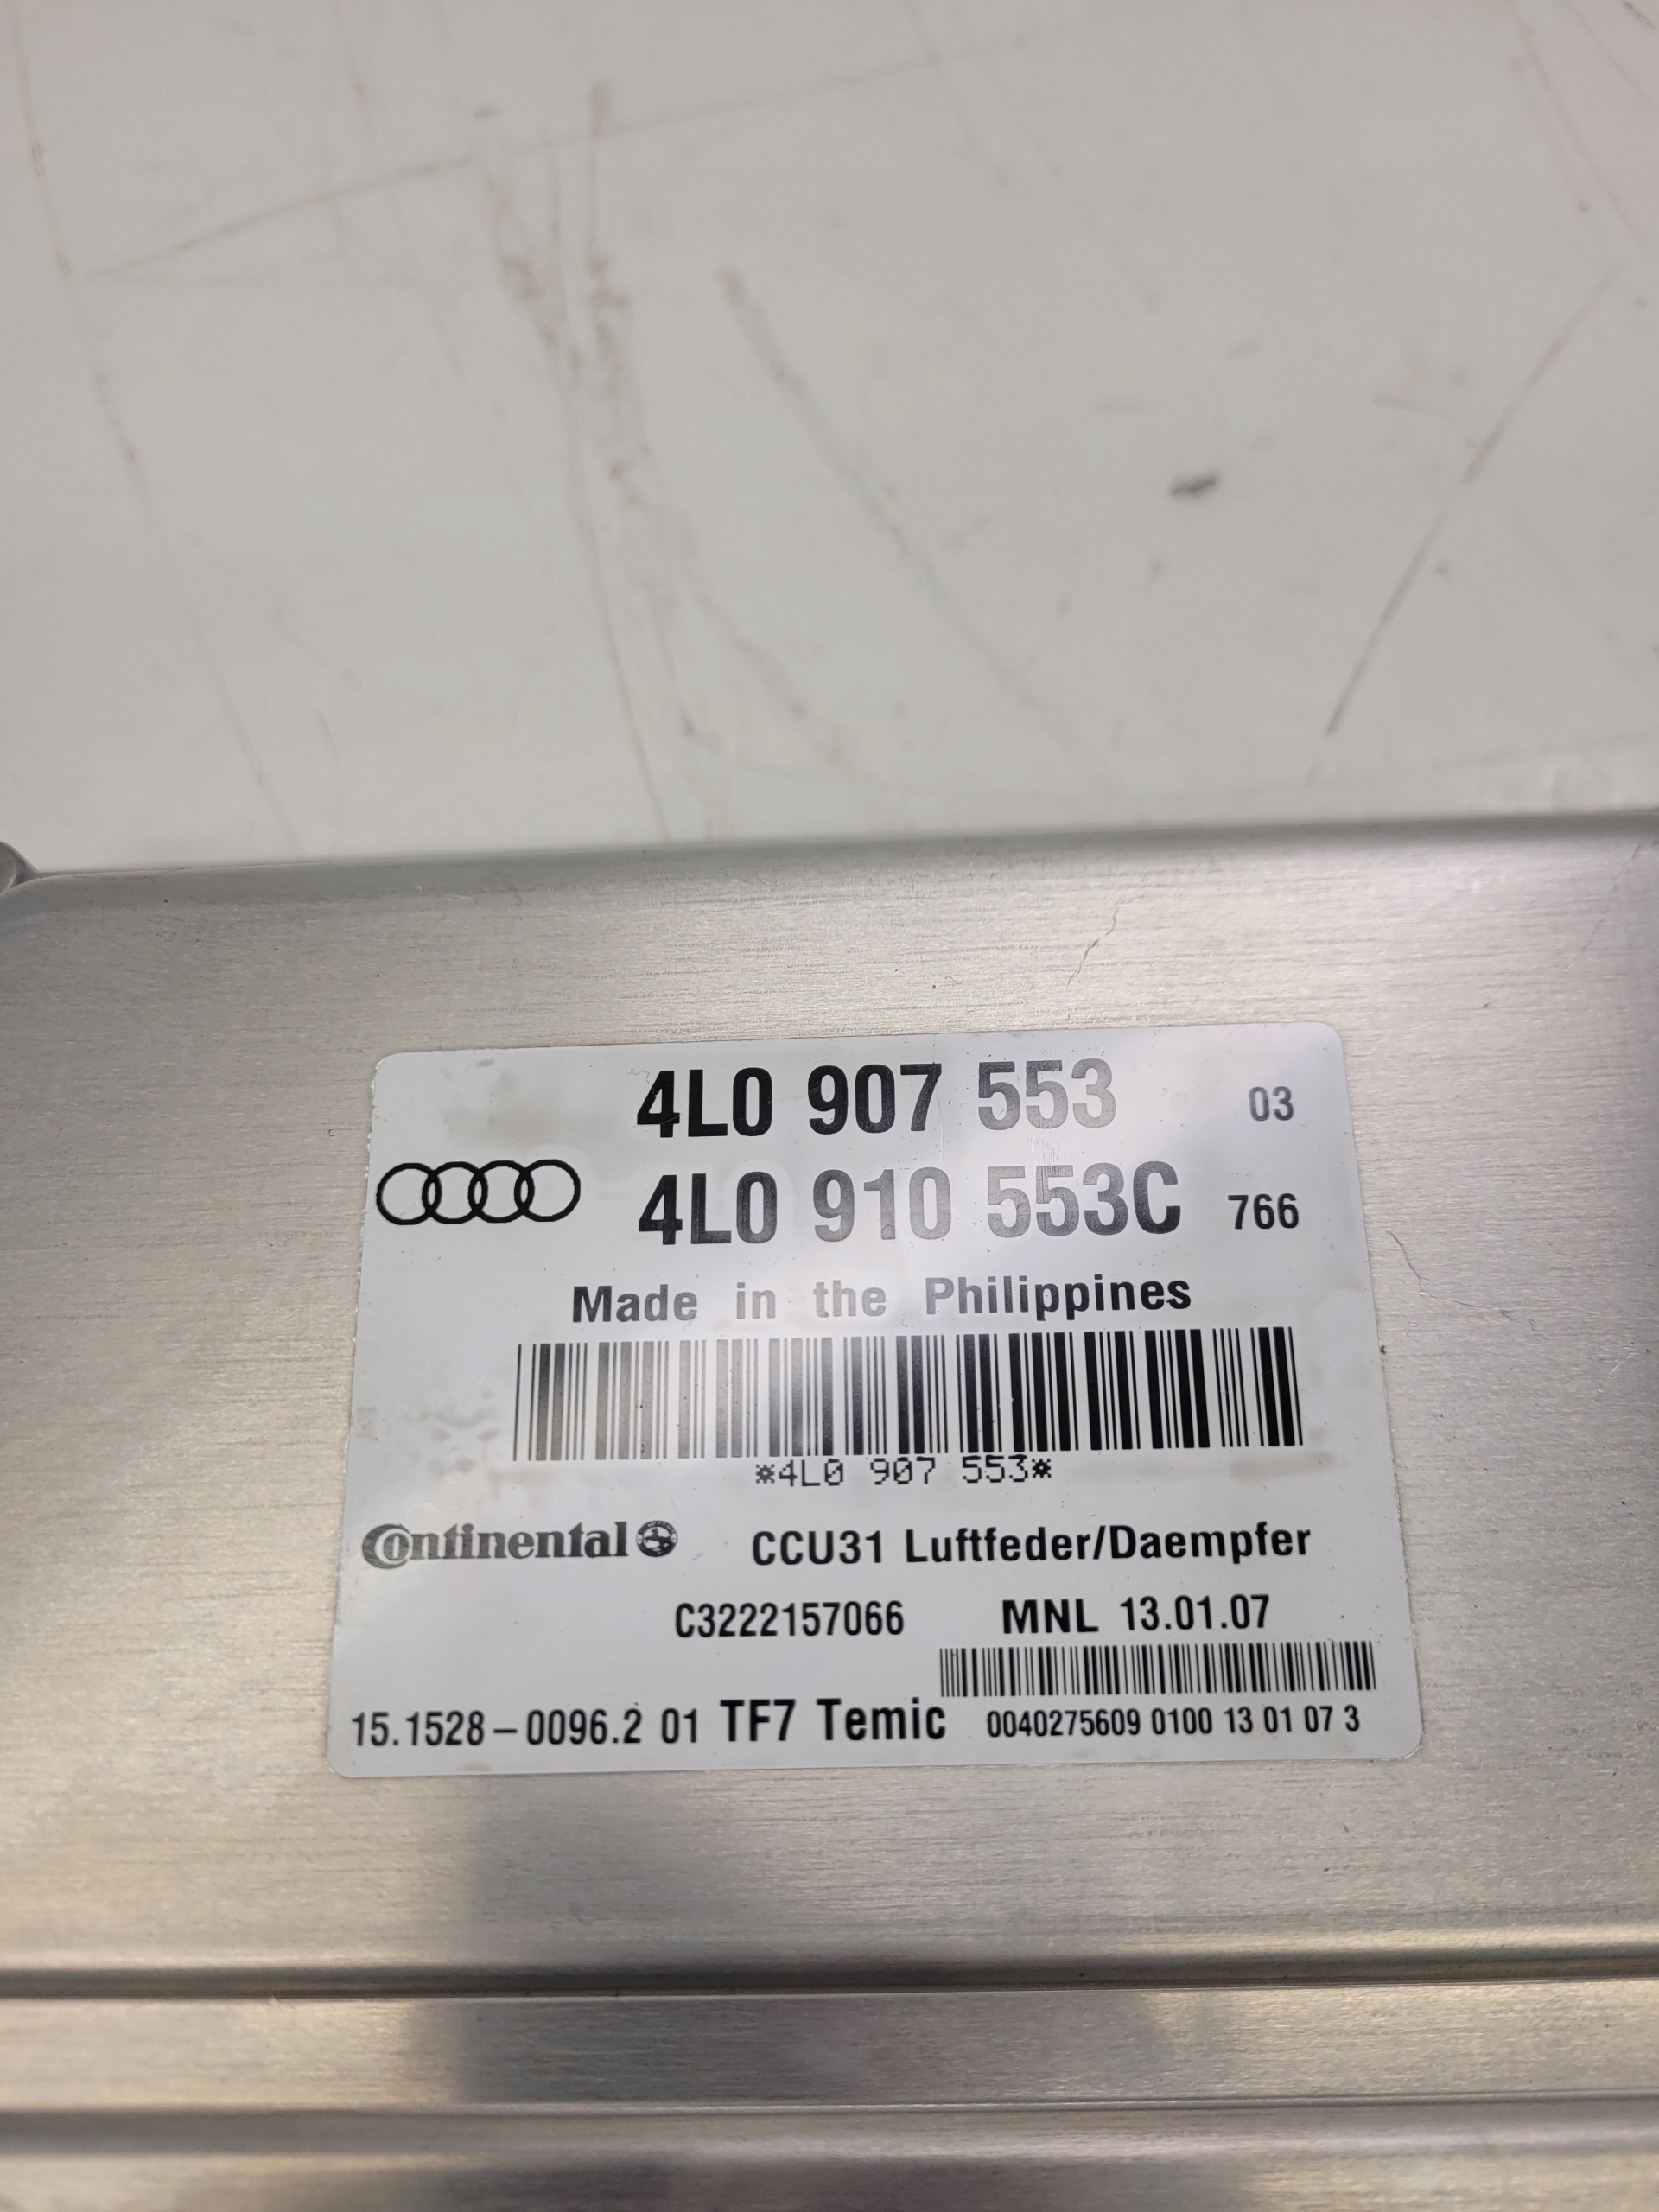 4L0 907 553 03
4L0 910 553C 766
Made in the Philippines
*4L0 907 553*
Continental CCU31 Luftfeder/Daempfer
C3222157066 MNL 13.01.07
15.1528-0096.2 01 TF7 Temic 0040275609 0100 13 01 07 3